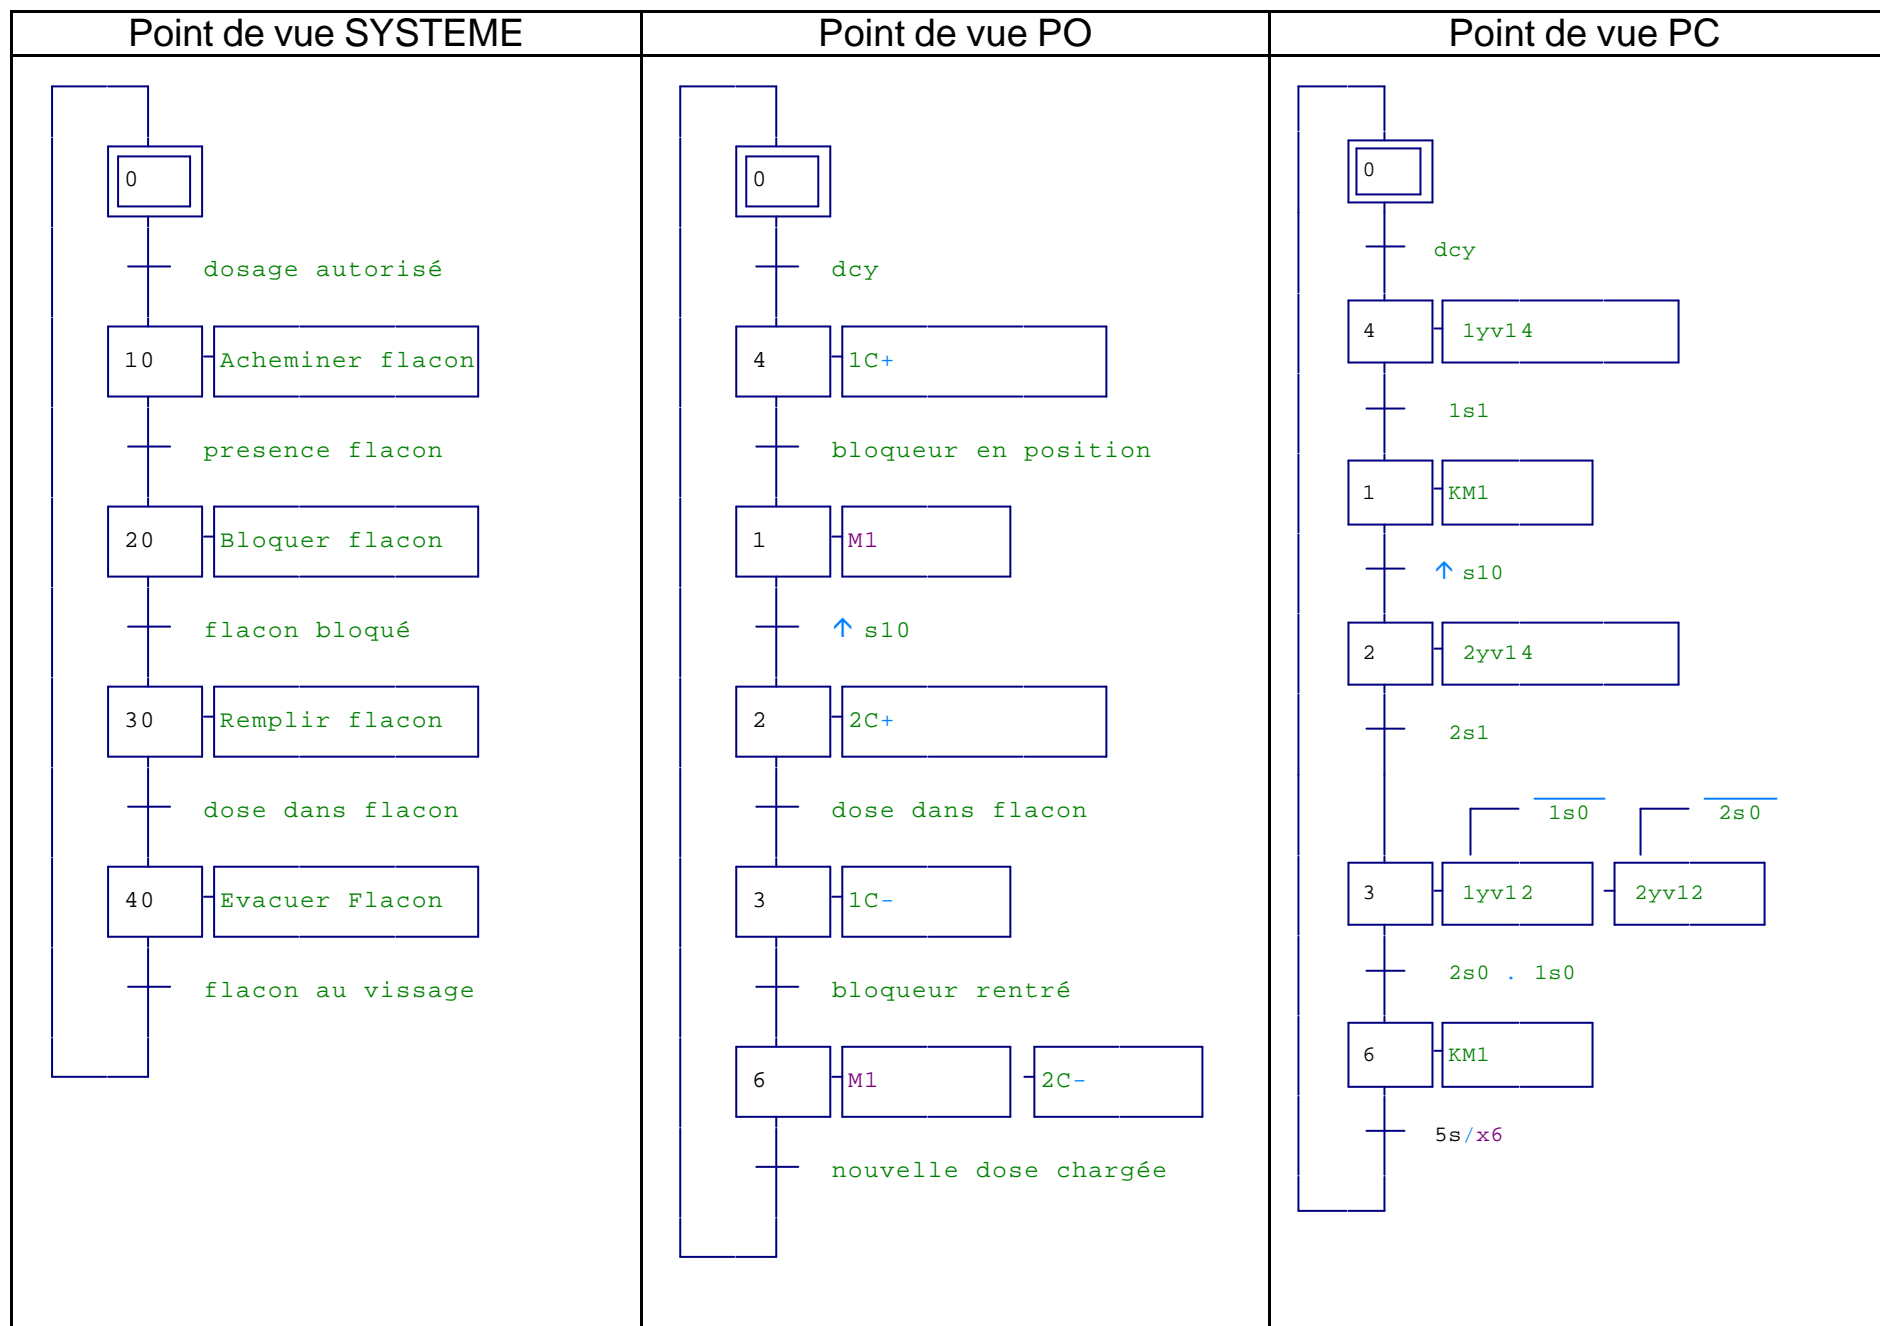 Point de vue SYSTEME
0
dosage autorisé
10 Acheminer flacon
presence flacon
20 Bloquer flacon
flacon bloqué
30 Remplir flacon
dose dans flacon
40 Evacuer Flacon
flacon au vissage
Point de vue PO
0
dcy
4 1C+
bloqueur en position
1 M1
↑ s10
2 2C+
dose dans flacon
3 1C-
bloqueur rentré
6 M1 2C-
nouvelle dose chargée
Point de vue PC
0
dcy
4 1yv14
1s1
1 KM1
↑ s10
2 2yv14
2s1
1s0 2s0
3 1yv12 2yv12
2s0 . 1s0
6 KM1
5s/x6